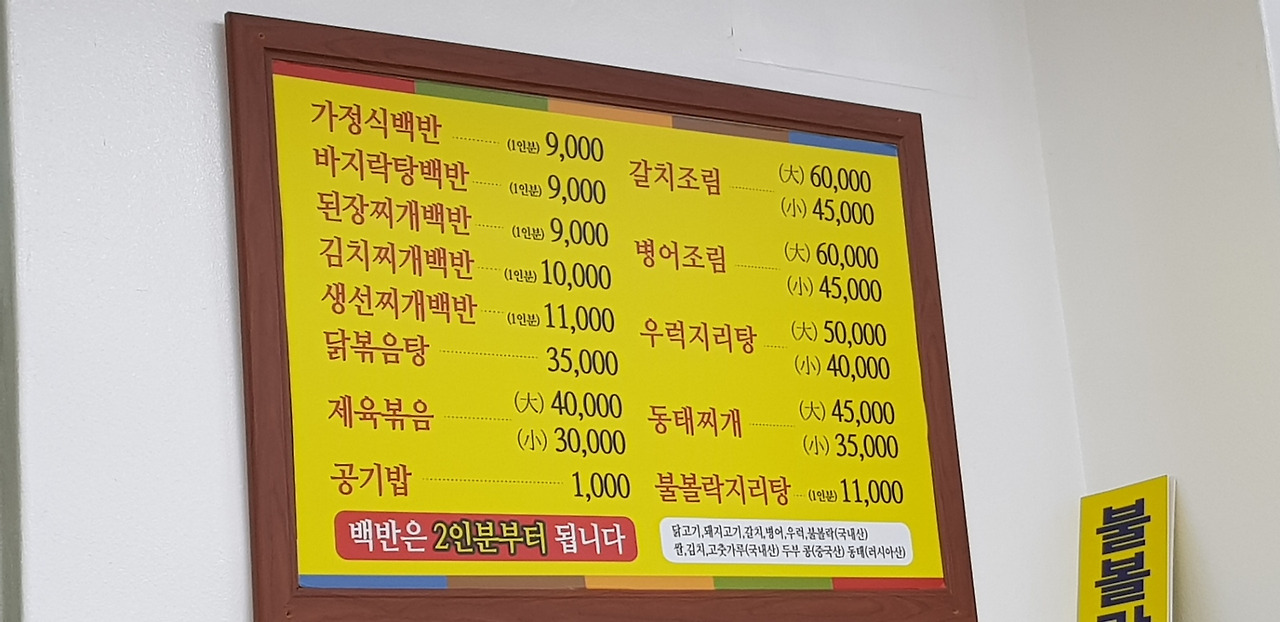 가정식백반 (1인분) 9,000
바지락탕백반 (1인분) 9,000
된장찌개백반 (1인분) 9,000
김치찌개백반 (1인분) 10,000
생선찌개백반 (1인분) 11,000
닭볶음탕 35,000
제육볶음 (大) 40,000
(小) 30,000
공기밥 1,000
갈치조림 (大) 60,000
(小) 45,000
병어조림 (大) 60,000
(小) 45,000
우럭지리탕 (大) 50,000
(小) 40,000
동태찌개 (大) 45,000
(小) 35,000
불볼락지리탕 (1인분) 11,000
백반은 2인분부터 됩니다
닭고기,돼지고기,갈치,병어,우럭,불볼락(국내산)
쌀,김치,고춧가루(국내산) 두부 콩(중국산) 동태(러시아산)
불볼락